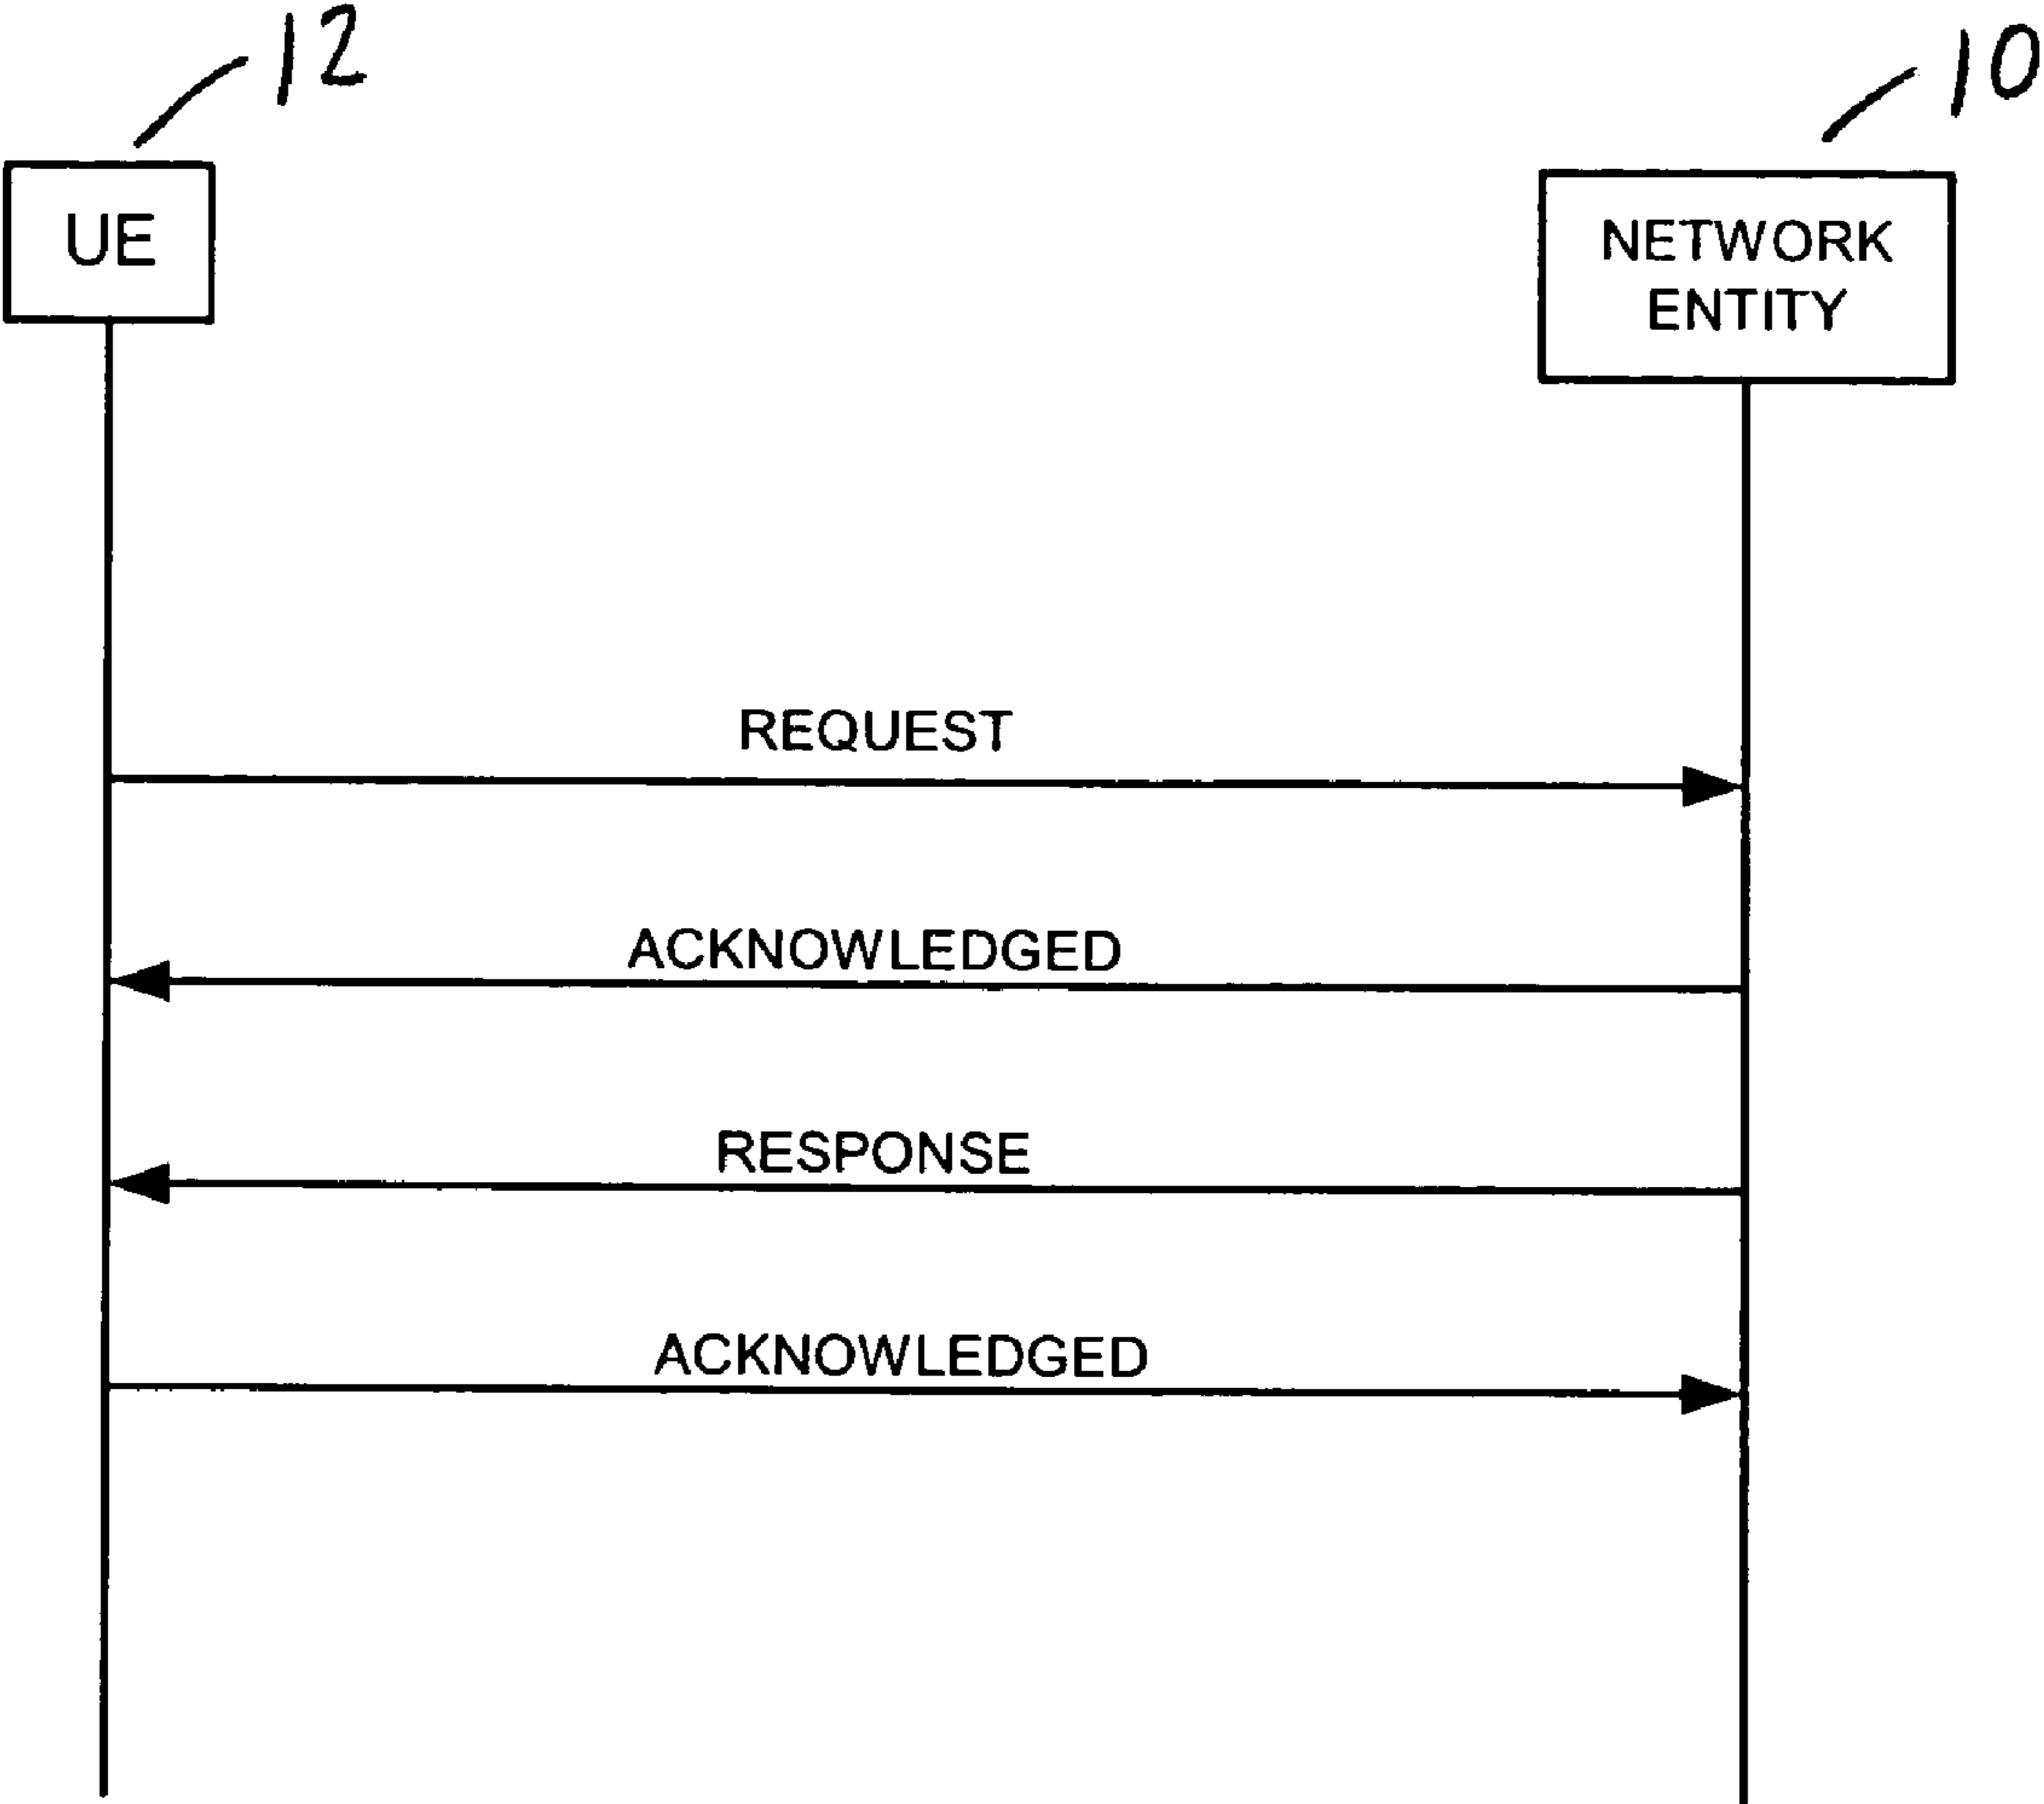 12
10
UE
NETWORK
ENTITY
REQUEST
ACKNOWLEDGED
RESPONSE
ACKNOWLEDGED